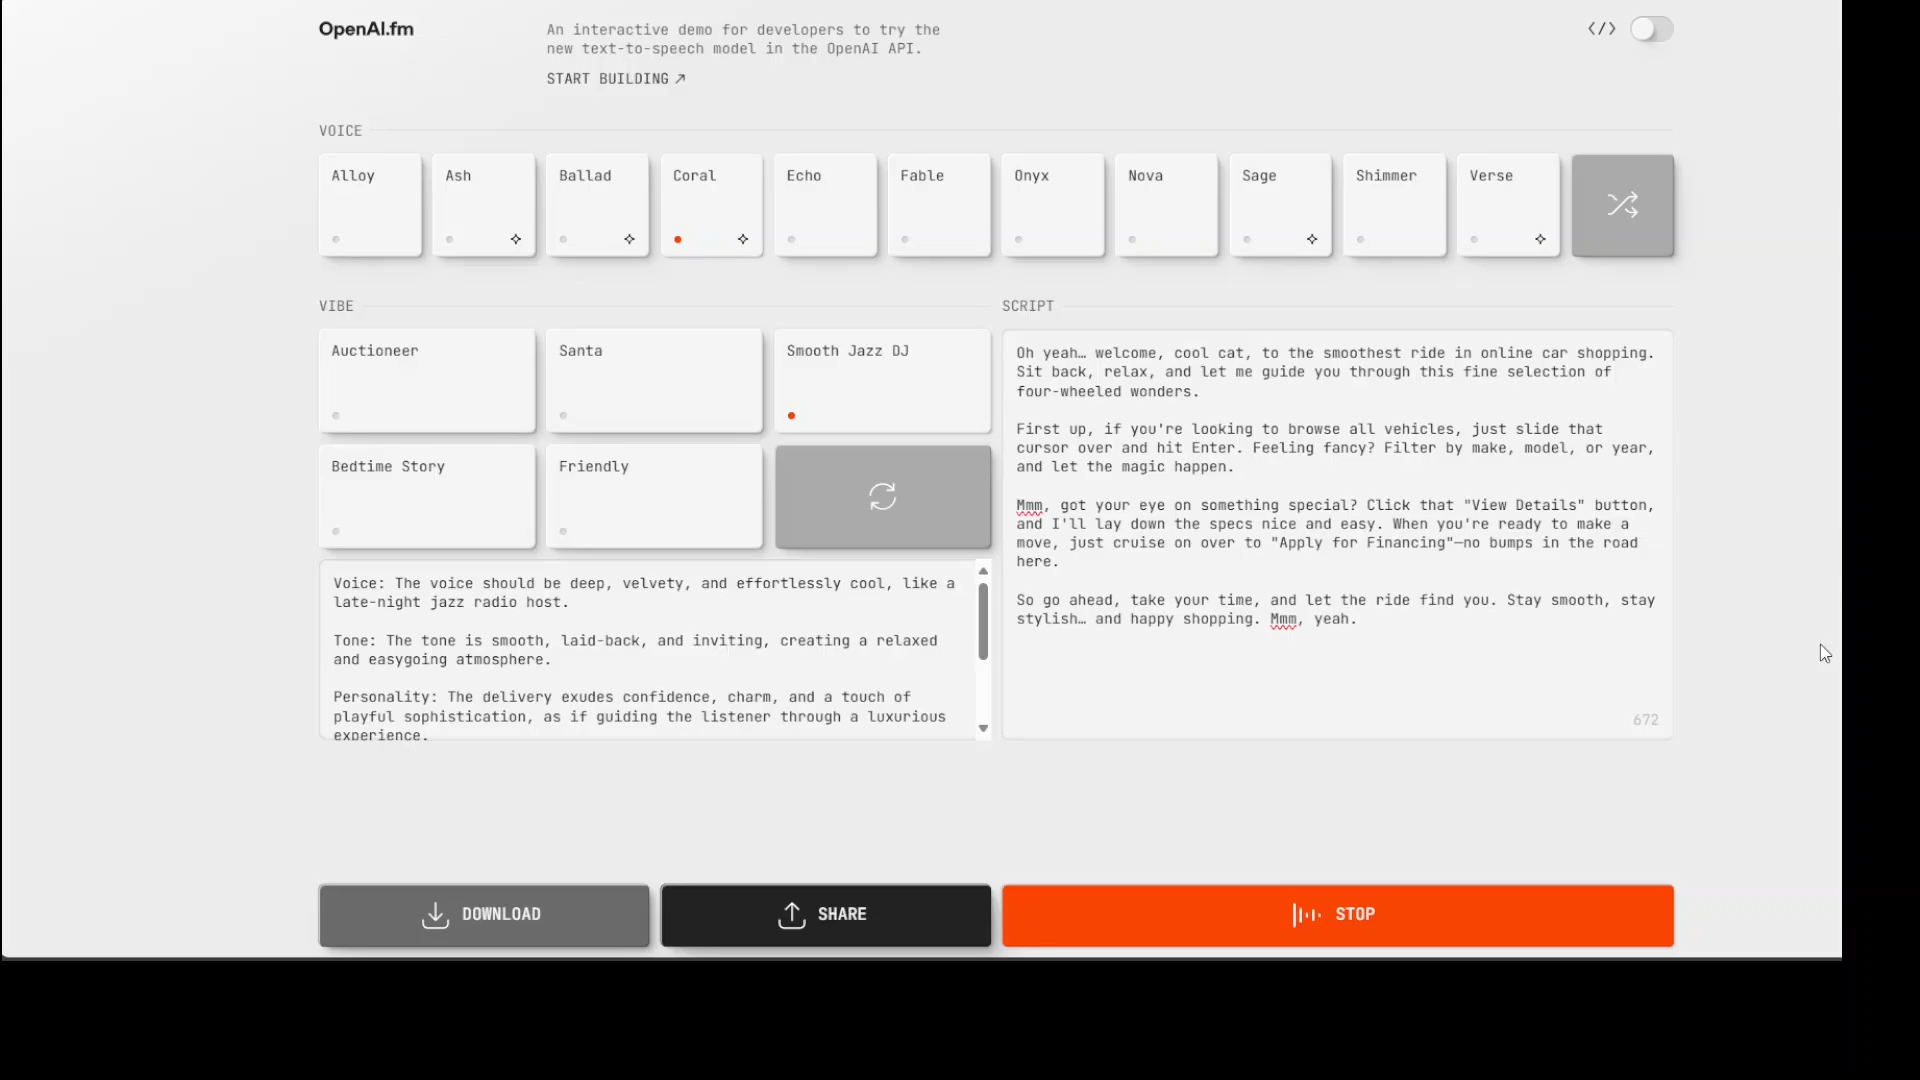 OpenAI.fm
An interactive demo for developers to try the
new text-to-speech model in the OpenAI API.
START BUILDING ↗
</>
VOICE
Alloy
Ash
Ballad
Coral
Echo
Fable
Onyx
Nova
Sage
Shimmer
Verse
VIBE
Auctioneer
Santa
Smooth Jazz DJ
Bedtime Story
Friendly
Voice: The voice should be deep, velvety, and effortlessly cool, like a
late-night jazz radio host.
Tone: The tone is smooth, laid-back, and inviting, creating a relaxed
and easygoing atmosphere.
Personality: The delivery exudes confidence, charm, and a touch of
playful sophistication, as if guiding the listener through a luxurious
experience.
SCRIPT
Oh yeah… welcome, cool cat, to the smoothest ride in online car shopping.
Sit back, relax, and let me guide you through this fine selection of
four-wheeled wonders.
First up, if you're looking to browse all vehicles, just slide that
cursor over and hit Enter. Feeling fancy? Filter by make, model, or year,
and let the magic happen.
Mmm, got your eye on something special? Click that "View Details" button,
and I'll lay down the specs nice and easy. When you're ready to make a
move, just cruise on over to "Apply for Financing"—no bumps in the road
here.
So go ahead, take your time, and let the ride find you. Stay smooth, stay
stylish… and happy shopping. Mmm, yeah.
672
DOWNLOAD
SHARE
STOP